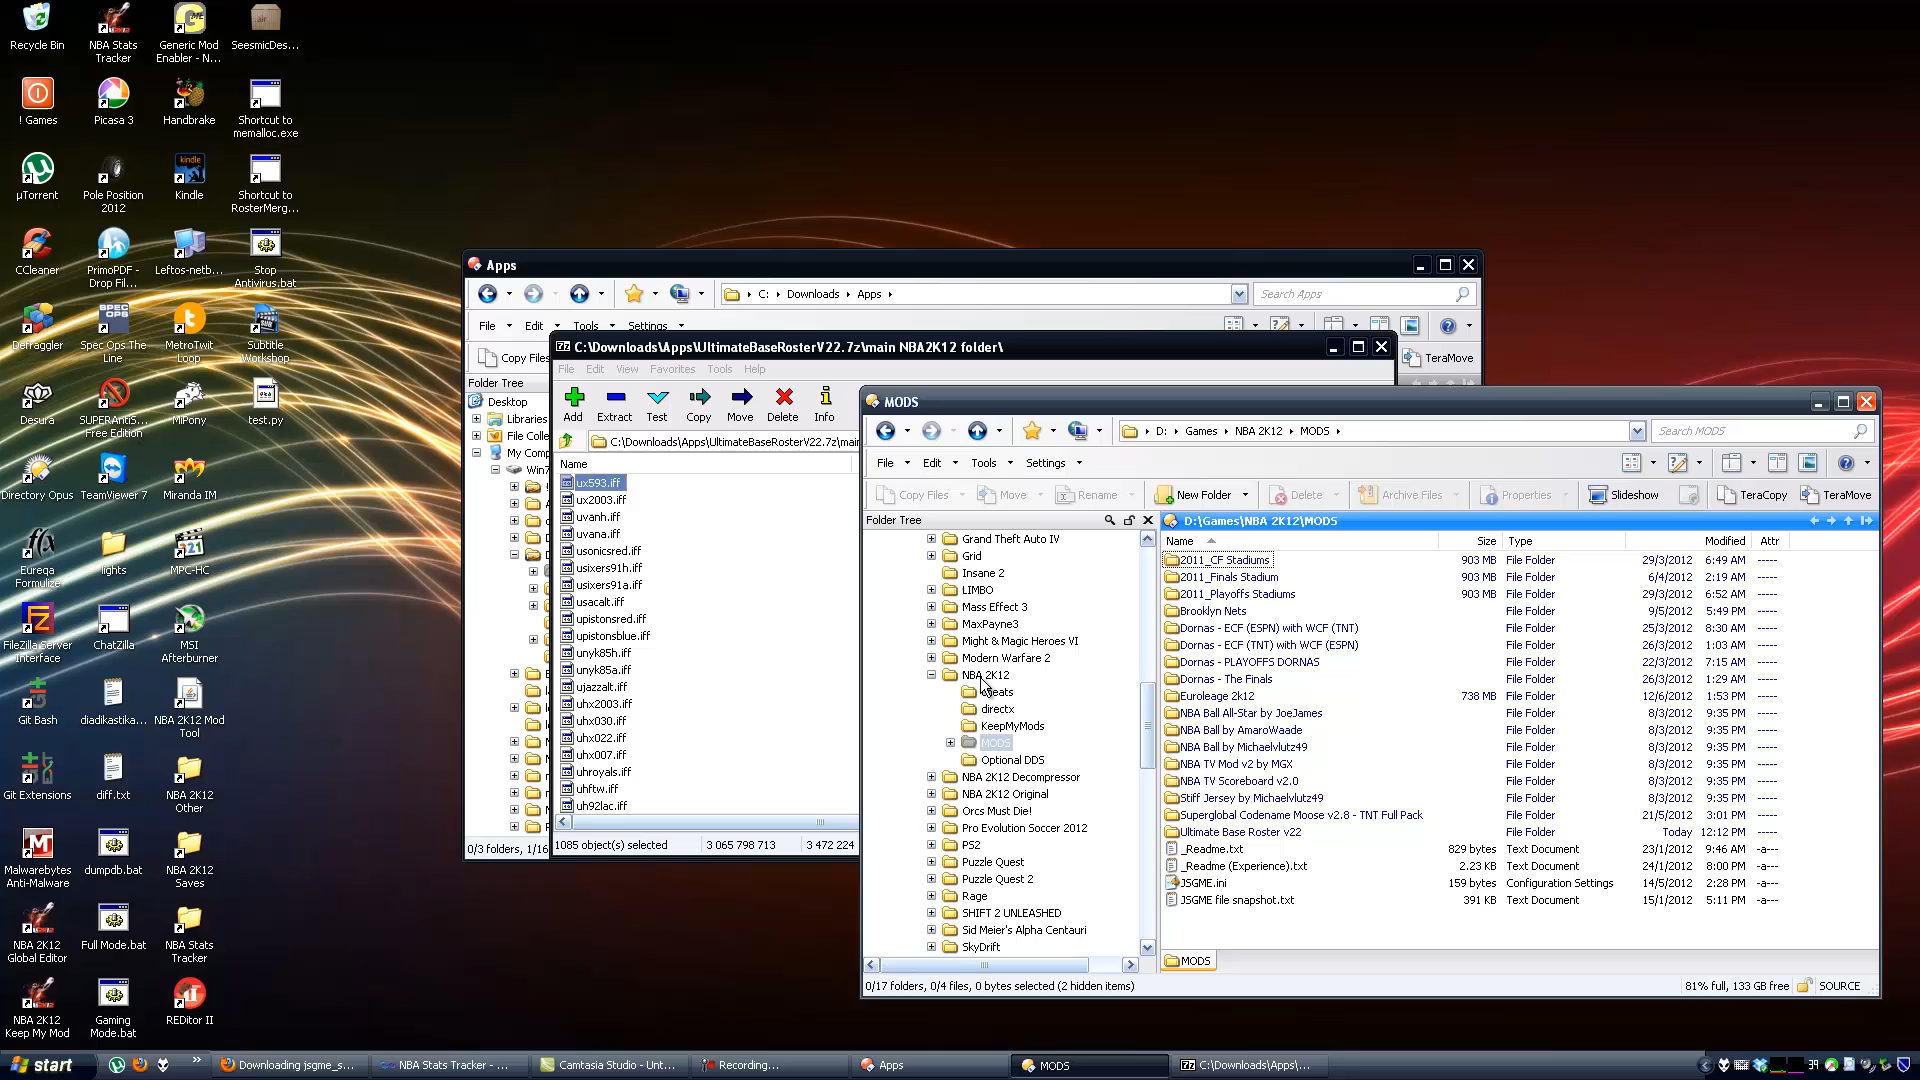 Recycle Bin
NBA Stats Tracker
Generic Mod Enabler - N...
SeesmicDes...
! Games
Picasa 3
Handbrake
Shortcut to memalloc.exe
µTorrent
Pole Position 2012
Kindle
Shortcut to RosterMerg...
CCleaner
PrimoPDF - Drop Fil...
Leftos-netb...
Stop Antivirus.bat
Defraggler
Spec Ops The Line
MetroTwit Loop
Subtitle Workshop
Desura
SUPERAntiS... Free Edition
MiPony
test.py
Directory Opus
TeamViewer 7
Miranda IM
Eureqa Formulize
lights
MPC-HC
FileZilla Server Interface
ChatZilla
MSI Afterburner
Git Bash
diadikastika...
NBA 2K12 Mod Tool
Git Extensions
diff.txt
NBA 2K12 Other
Malwarebytes Anti-Malware
dumpdb.bat
NBA 2K12 Saves
NBA 2K12 Global Editor
Full Mode.bat
NBA Stats Tracker
NBA 2K12 Keep My Mod
Gaming Mode.bat
REDitor II
Apps
C: Downloads Apps
Search Apps
File Edit Tools Settings
Copy Files
TeraMove
Folder Tree
Desktop
Libraries
File Collec
My Comp
Win7
0/3 folders, 1/16
C:\Downloads\Apps\UltimateBaseRosterV22.7z\main NBA2K12 folder\
File Edit View Favorites Tools Help
Add Extract Test Copy Move Delete Info
C:\Downloads\Apps\UltimateBaseRosterV22.7z\main
Name
ux593.iff
ux2003.iff
uvanh.iff
uvana.iff
usonicsred.iff
usixers91h.iff
usixers91a.iff
usacalt.iff
upistonsred.iff
upistonsblue.iff
unyk85h.iff
unyk85a.iff
ujazzalt.iff
uhx2003.iff
uhx030.iff
uhx022.iff
uhx007.iff
uhroyals.iff
uhftw.iff
uh92lac.iff
1085 object(s) selected 3 065 798 713 3 472 224
MODS
D: Games NBA 2K12 MODS
Search MODS
File Edit Tools Settings
Copy Files Move Rename New Folder Delete Archive Files Properties Slideshow TeraCopy TeraMove
Folder Tree
Grand Theft Auto IV
Grid
Insane 2
LIMBO
Mass Effect 3
MaxPayne3
Might & Magic Heroes VI
Modern Warfare 2
NBA 2K12
directx
KeepMyMods
MODS
Optional DDS
NBA 2K12 Decompressor
NBA 2K12 Original
Orcs Must Die!
Pro Evolution Soccer 2012
PS2
Puzzle Quest
Puzzle Quest 2
Rage
SHIFT 2 UNLEASHED
Sid Meier's Alpha Centauri
SkyDrift
D:\Games\NBA 2K12\MODS
Name Size Type Modified Attr
2011_CF Stadiums 903 MB File Folder 29/3/2012 6:49 AM -----
2011_Finals Stadium 903 MB File Folder 6/4/2012 2:19 AM -----
2011_Playoffs Stadiums 903 MB File Folder 29/3/2012 6:52 AM -----
Brooklyn Nets File Folder 9/5/2012 5:49 PM -----
Dornas - ECF (ESPN) with WCF (TNT) File Folder 25/3/2012 8:30 AM -----
Dornas - ECF (TNT) with WCF (ESPN) File Folder 26/3/2012 1:03 AM -----
Dornas - PLAYOFFS DORNAS File Folder 22/3/2012 7:15 AM -----
Dornas - The Finals File Folder 26/3/2012 1:29 AM -----
Euroleage 2k12 738 MB File Folder 12/6/2012 1:53 PM -----
NBA Ball All-Star by JoeJames File Folder 8/3/2012 9:35 PM -----
NBA Ball by AmaroWaade File Folder 8/3/2012 9:35 PM -----
NBA Ball by Michaelvlutz49 File Folder 8/3/2012 9:35 PM -----
NBA TV Mod v2 by MGX File Folder 8/3/2012 9:35 PM -----
NBA TV Scoreboard v2.0 File Folder 8/3/2012 9:35 PM -----
Stiff Jersey by Michaelvlutz49 File Folder 8/3/2012 9:35 PM -----
Superglobal Codename Moose v2.8 - TNT Full Pack File Folder 21/5/2012 3:01 PM -----
Ultimate Base Roster v22 File Folder Today 12:12 PM -----
_Readme.txt 829 bytes Text Document 23/1/2012 9:46 AM -a---
_Readme (Experience).txt 2.23 KB Text Document 24/1/2012 8:00 PM -a---
JSGME.ini 159 bytes Configuration Settings 14/5/2012 2:28 PM -a---
JSGME file snapshot.txt 391 KB Text Document 15/1/2012 5:11 PM -a---
MODS
0/17 folders, 0/4 files, 0 bytes selected (2 hidden items)
81% full, 133 GB free SOURCE
start
Downloading jsgme_s...
NBA Stats Tracker - ...
Camtasia Studio - Unt...
Recording...
Apps
MODS
C:\Downloads\Apps\...
39